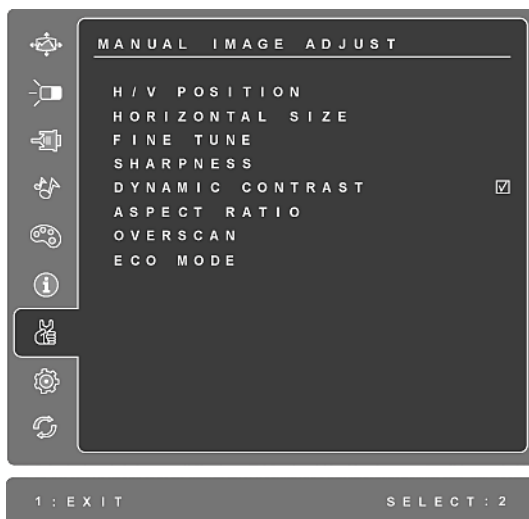 MANUAL IMAGE ADJUST
H/V POSITION
HORIZONTAL SIZE
FINE TUNE
SHARPNESS
DYNAMIC CONTRAST
ASPECT RATIO
OVERSCAN
ECO MODE
1:EXIT SELECT:2